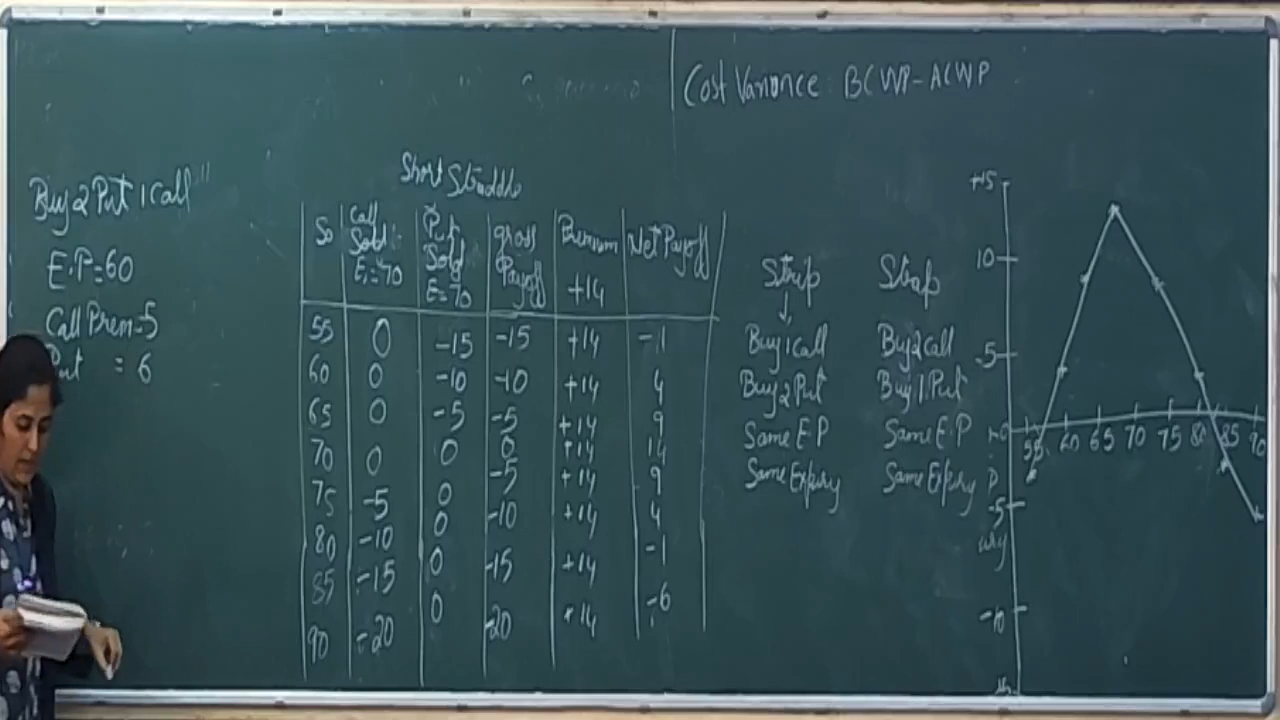 Cost Variance : BCWP - ACWP
Buy 2 Put 1 Call"
E.P = 60
Call Prem - 5
Put = 6
Short Straddle
So | Call Sold E1 = 70 | Put Sold E = 70 | gross Payoff | Premium +14 | Net Payoff
55 | 0 | -15 | -15 | +14 | -1
60 | 0 | -10 | -10 | +14 | 4
65 | 0 | -5 | -5 | +14 | 9
70 | 0 | 0 | 0 | +14 | 14
75 | -5 | 0 | -5 | +14 | 9
80 | -10 | 0 | -10 | +14 | 4
85 | -15 | 0 | -15 | +14 | -1
90 | -20 | 0 | -20 | +14 | -6
Strip
↓
Buy 1 Call
Buy 2 Put
Same E.P
Same Expiry
Strap
Buy 2 Call
Buy 1 Put
Same E.P
Same Expiry
+15
10
5
55 60 65 70 75 80 85 90
-5
-10